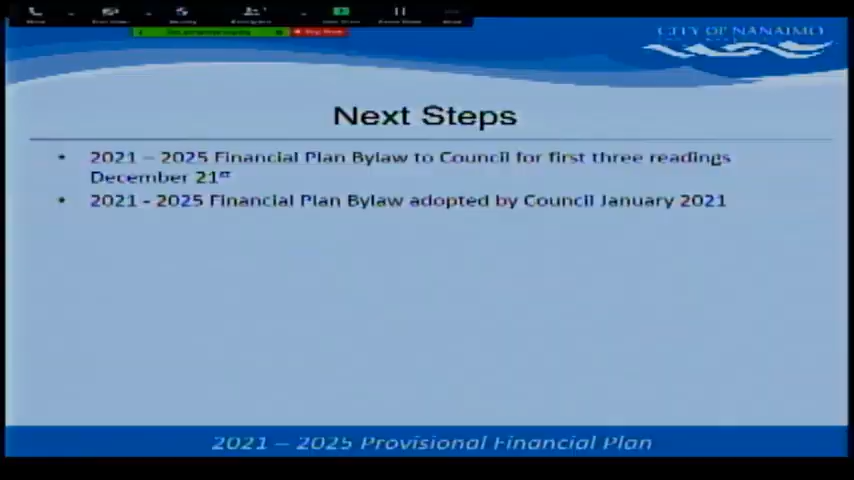 CITY OF NANAIMO
Next Steps
• 2021 – 2025 Financial Plan Bylaw to Council for first three readings
December 21st
• 2021 - 2025 Financial Plan Bylaw adopted by Council January 2021
2021 – 2025 Provisional Financial Plan